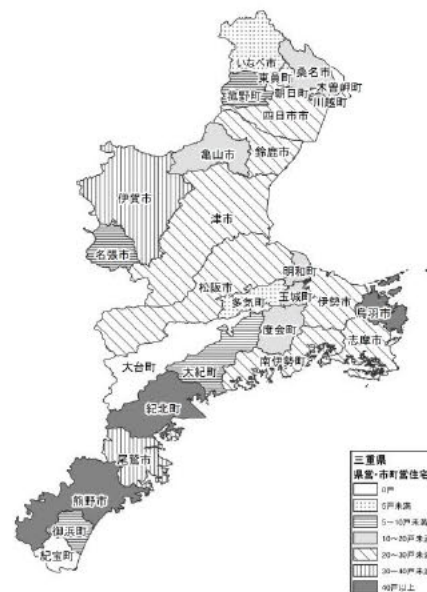 いなべ市
桑名市
東員町
木曽岬町
菰野町
朝日町
川越町
四日市市
鈴鹿市
亀山市
伊賀市
津市
名張市
明和町
松阪市
玉城町
伊勢市
多気町
鳥羽市
度会町
志摩市
大台町
大紀町
南伊勢町
紀北町
尾鷲市
熊野市
御浜町
紀宝町
三重県
県営・市町営住宅
0戸
5戸未満
5～10戸未満
10～20戸未満
20～30戸未満
30～40戸未満
40戸以上